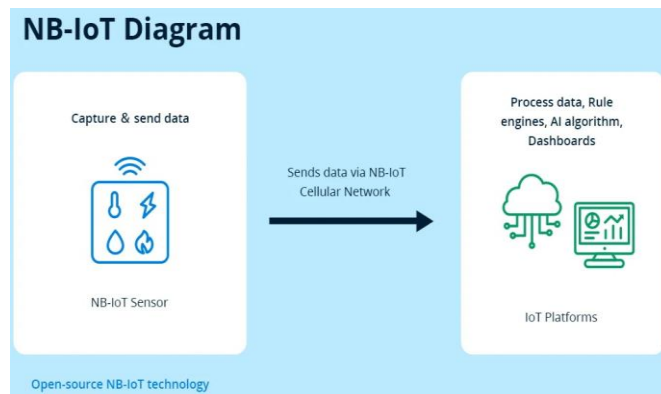 NB-IoT Diagram
Capture & send data
NB-IoT Sensor
Sends data via NB-IoT
Cellular Network
Process data, Rule
engines, AI algorithm,
Dashboards
IoT Platforms
Open-source NB-IoT technology